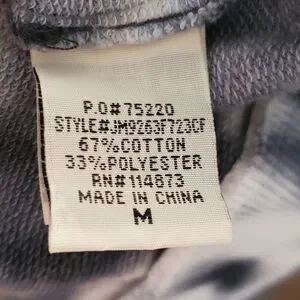 P.O#75220
STYLE#JM9263F723CF
67%COTTON
33%POLYESTER
RN#114873
MADE IN CHINA
M